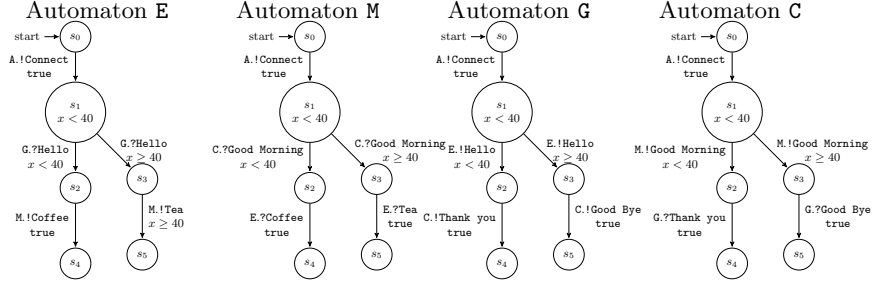 Automaton E
start
s0
A.!Connect
true
s1
x < 40
G.?Hello
x < 40
G.?Hello
x ≥ 40
s2
s3
M.!Coffee
true
M.!Tea
x ≥ 40
s4
s5
Automaton M
start
s0
A.!Connect
true
s1
x < 40
C.?Good Morning
x < 40
C.?Good Morning
x ≥ 40
s2
s3
E.?Coffee
true
E.?Tea
true
s4
s5
Automaton G
start
s0
A.!Connect
true
s1
x < 40
E.!Hello
x < 40
E.!Hello
x ≥ 40
s2
s3
C.!Thank you
true
C.!Good Bye
true
s4
s5
Automaton C
start
s0
A.!Connect
true
s1
x < 40
M.!Good Morning
x < 40
M.!Good Morning
x ≥ 40
s2
s3
G.?Thank you
true
G.?Good Bye
true
s4
s5